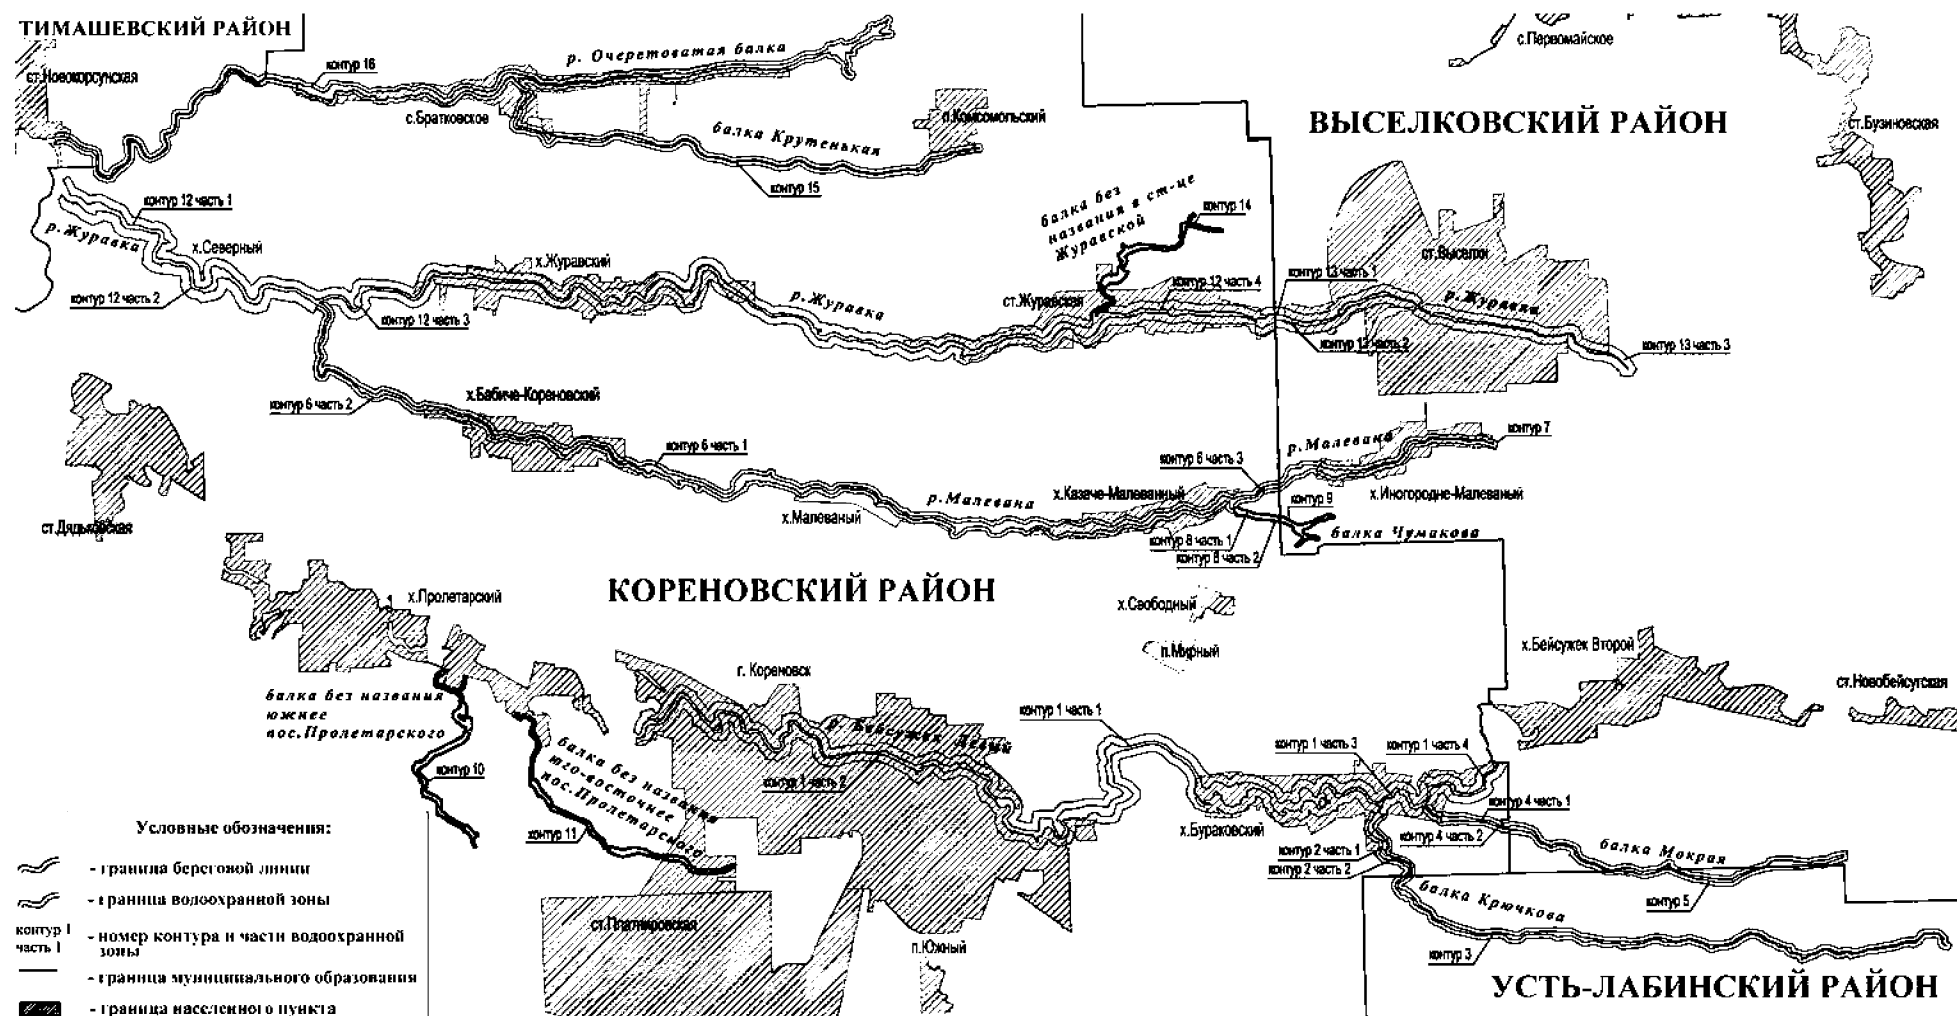 ТИМАШЕВСКИЙ РАЙОН
ст.Новокорсунская
контур 16
р. Очеретоватая балка
с.Братковское
балка Крутенькая
контур 15
п.Комсомольский
с.Первомайское
ВЫСЕЛКОВСКИЙ РАЙОН
ст.Бузиновская
контур 12 часть 1
р.Журавка
х.Северный
контур 12 часть 2
х.Журавский
контур 12 часть 3
р.Журавка
балка без
названия в ст-це
Журавской
контур 14
ст.Журавская
контур 12 часть 4
контур 13 часть 1
ст.Выселки
р.Журавка
контур 13 часть 2
контур 13 часть 3
контур 6 часть 2
х.Бабиче-Кореновский
контур 6 часть 1
р.Малевана
контур 7
контур 6 часть 3
х.Казаче-Малеванный
контур 9
х.Иногородне-Малеваный
р.Малевана
х.Малеваный
ст.Дядьковская
контур 8 часть 1
контур 8 часть 2
балка Чумакова
КОРЕНОВСКИЙ РАЙОН
х.Пролетарский
х.Свободный
п.Мирный
х.Бейсужек Второй
ст.Новобейсугская
г. Кореновск
балка без названия
южнее
пос.Пролетарского
контур 10
балка без названия
юго-восточнее
пос.Пролетарского
контур 11
р. Бейсужек Левый
контур 1 часть 2
контур 1 часть 1
контур 1 часть 3
контур 1 часть 4
контур 4 часть 1
х.Бураковский
контур 4 часть 2
контур 2 часть 1
контур 2 часть 2
балка Мокрая
контур 5
балка Крючкова
контур 3
ст.Платнировская
п.Южный
УСТЬ-ЛАБИНСКИЙ РАЙОН
Условные обозначения:
- граница береговой линии
- граница водоохранной зоны
контур 1
часть 1
- номер контура и части водоохранной
зоны
- граница муниципального образования
- граница населенного пункта